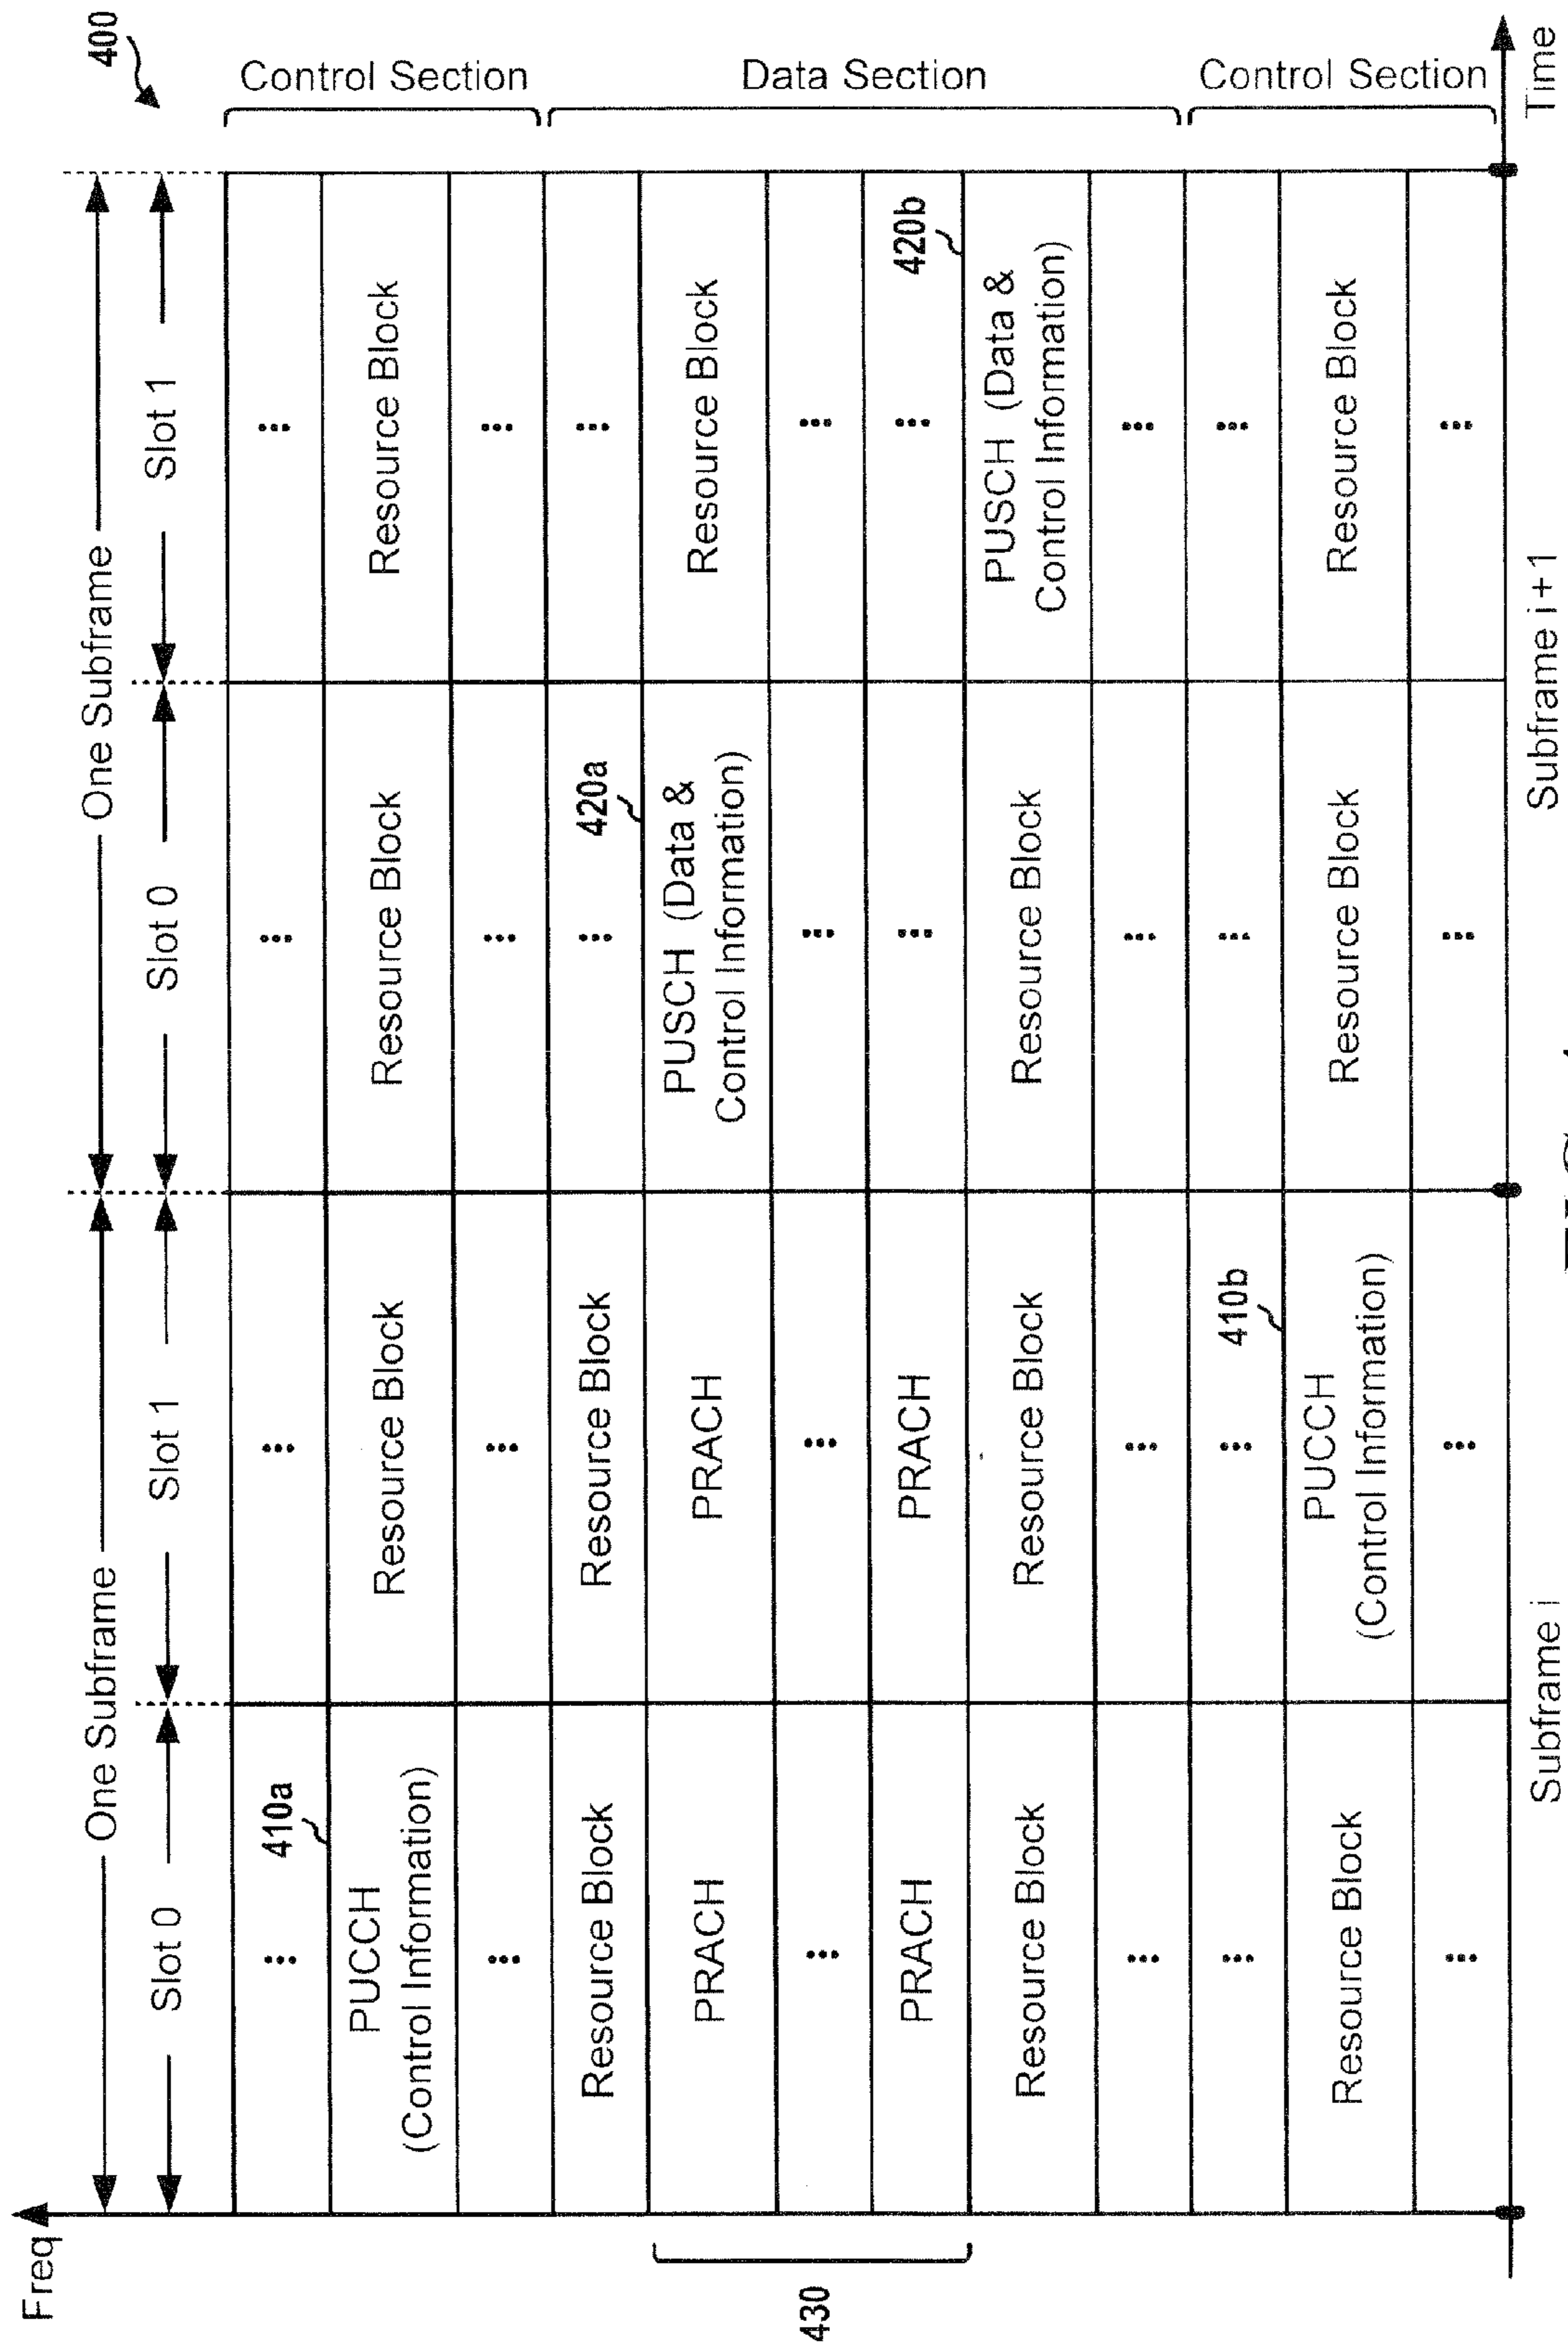 400
Freq
One Subframe
One Subframe
Slot 0
Slot 1
Slot 0
Slot 1
...
...
...
...
Control Section
410a
PUCCH
(Control Information)
Resource Block
Resource Block
Resource Block
...
...
...
...
Resource Block
Resource Block
...
...
Data Section
420a
PRACH
PRACH
PUSCH (Data &
Control Information)
Resource Block
430
...
...
...
...
PRACH
PRACH
...
...
420b
Resource Block
Resource Block
Resource Block
PUSCH (Data &
Control Information)
...
...
...
...
...
...
...
...
Control Section
410b
Resource Block
PUCCH
(Control Information)
Resource Block
Resource Block
...
...
...
...
Subframe i
Subframe i + 1
Time